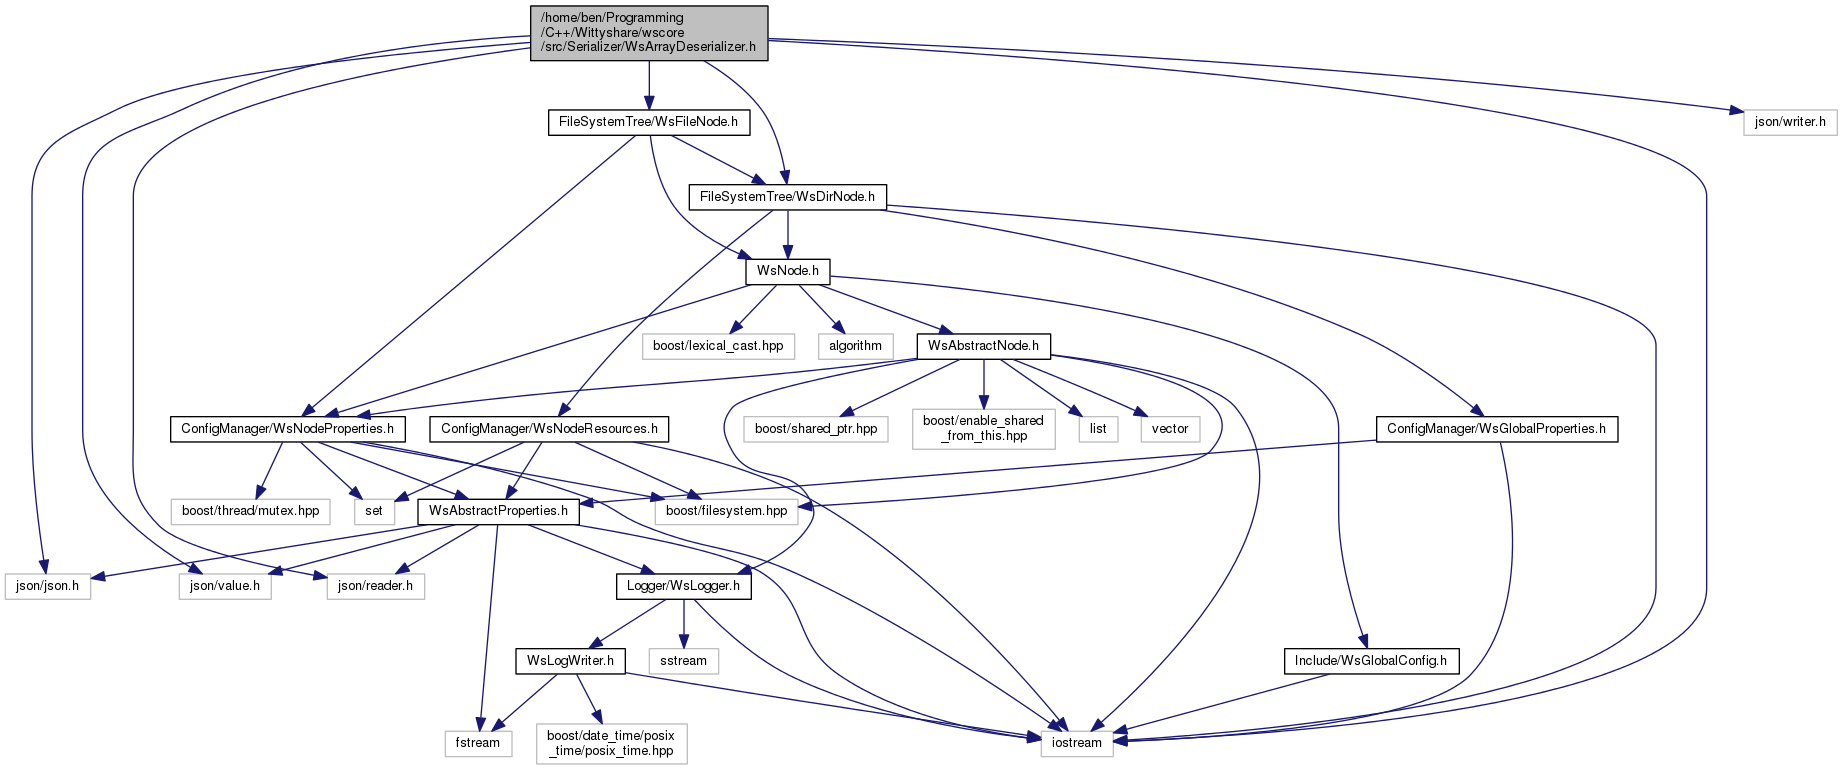 /home/ben/Programming
/C++/Wittyshare/wscore
/src/Serializer/WsArrayDeserializer.h
FileSystemTree/WsFileNode.h
json/writer.h
FileSystemTree/WsDirNode.h
WsNode.h
boost/lexical_cast.hpp
algorithm
WsAbstractNode.h
ConfigManager/WsNodeProperties.h
ConfigManager/WsNodeResources.h
boost/shared_ptr.hpp
boost/enable_shared
_from_this.hpp
list
vector
ConfigManager/WsGlobalProperties.h
boost/thread/mutex.hpp
set
WsAbstractProperties.h
boost/filesystem.hpp
json/json.h
json/value.h
json/reader.h
Logger/WsLogger.h
WsLogWriter.h
sstream
Include/WsGlobalConfig.h
fstream
boost/date_time/posix
_time/posix_time.hpp
iostream